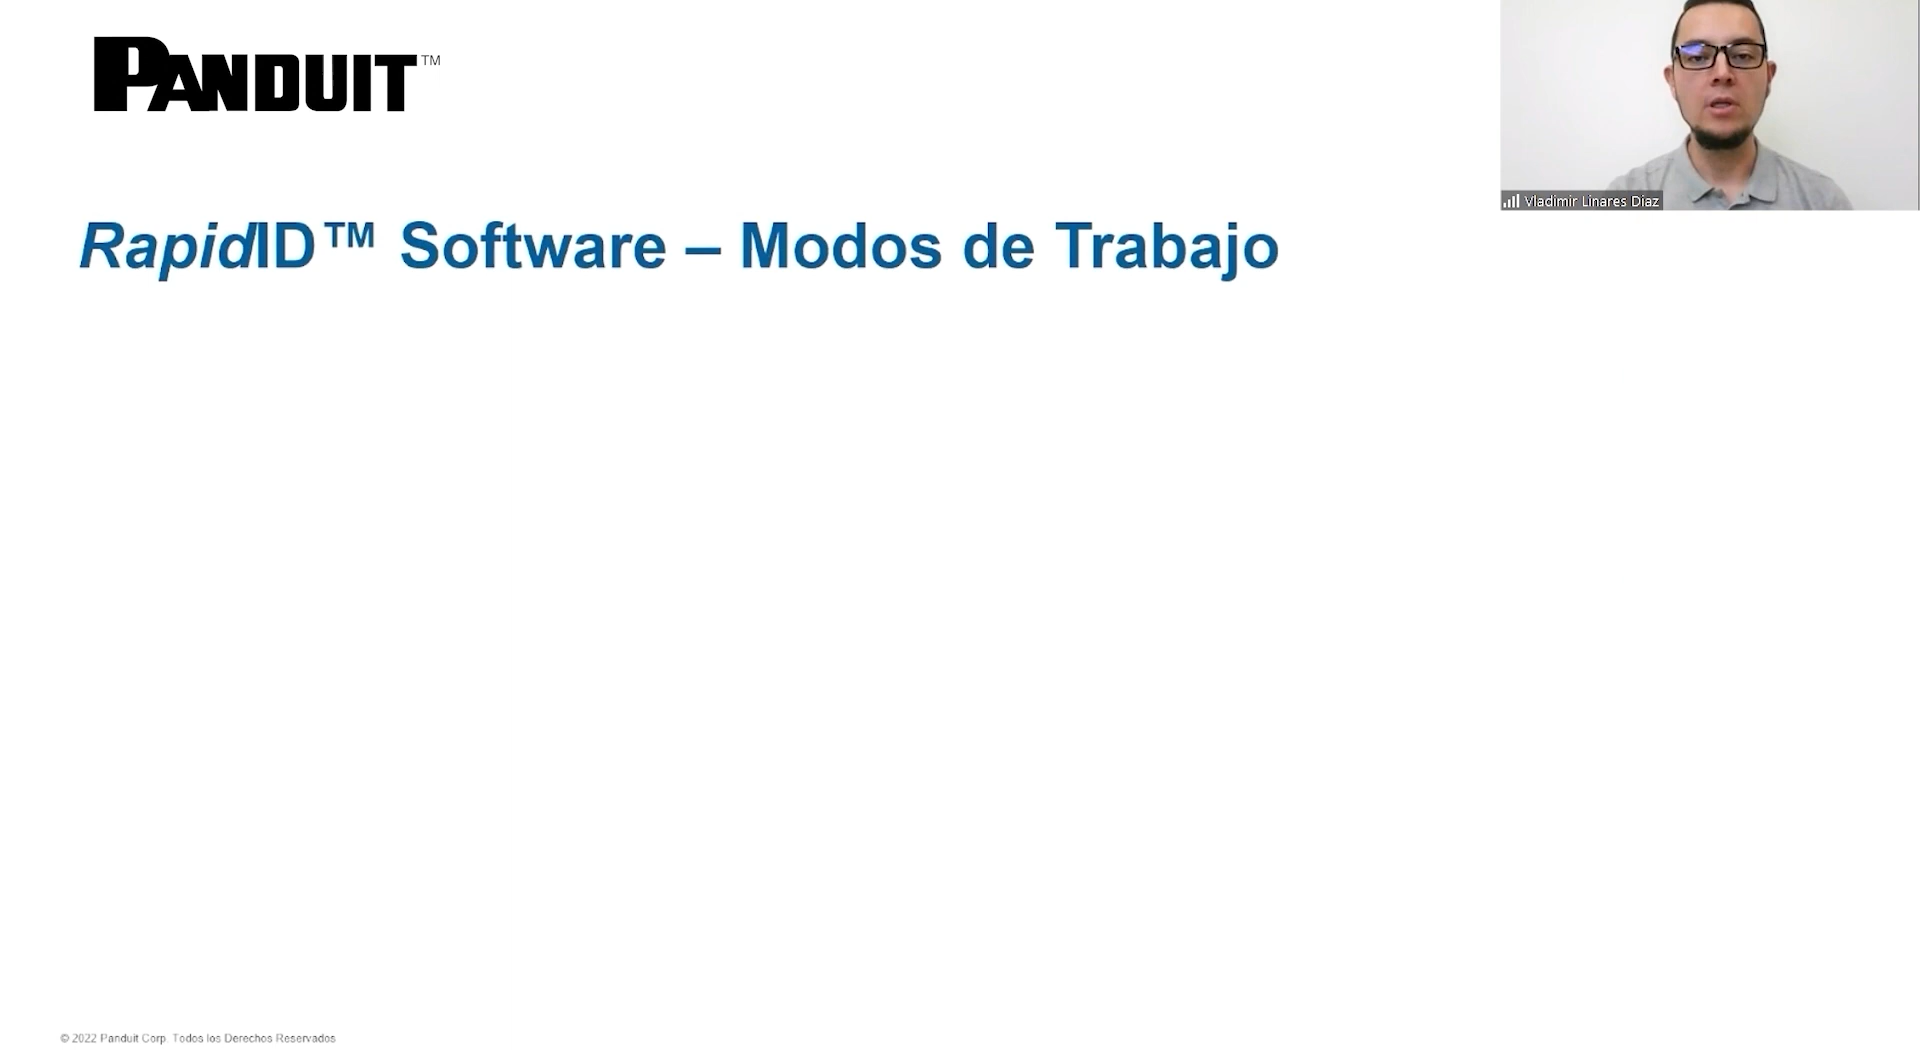 PANDUIT™
RapidID™ Software – Modos de Trabajo
Vladimir Linares Diaz
© 2022 Panduit Corp. Todos los Derechos Reservados